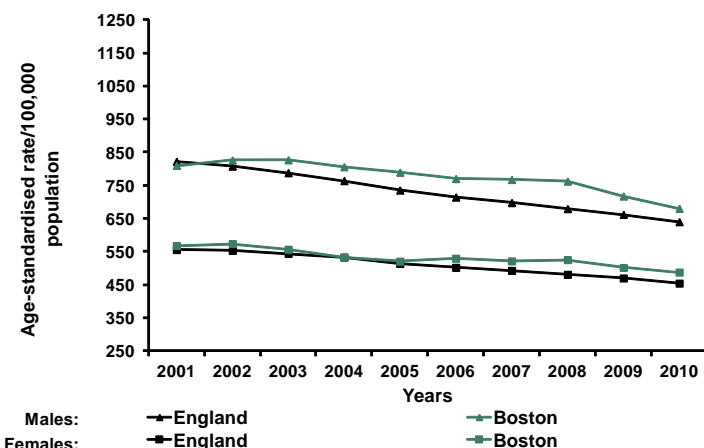 1250
1150
1050
950
850
750
650
550
450
350
250
Age-standardised rate/100,000
population
2001 2002 2003 2004 2005 2006 2007 2008 2009 2010
Years
Males: England Boston
Females: England Boston